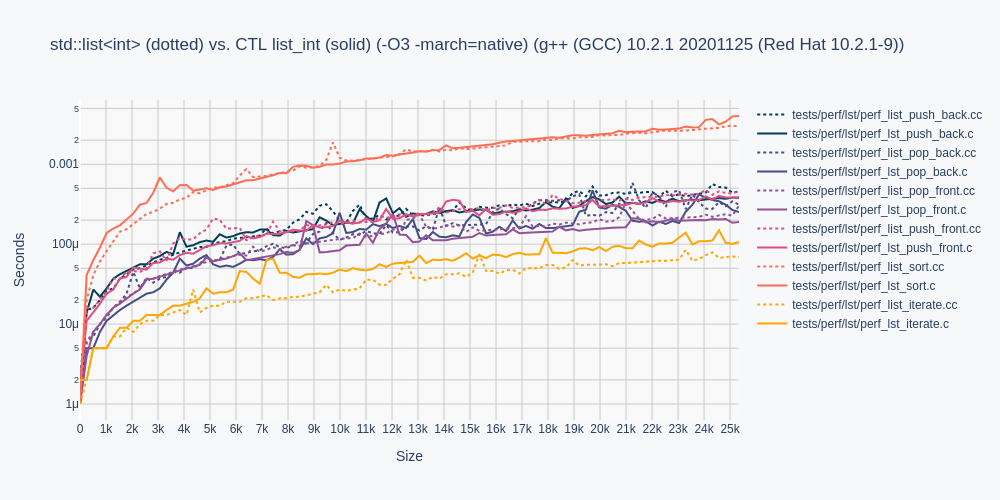 std::list<int> (dotted) vs. CTL list_int (solid) (-O3 -march=native) (g++ (GCC) 10.2.1 20201125 (Red Hat 10.2.1-9))
5
2
0.001
5
2
100μ
5
2
10μ
5
2
1μ
Seconds
0 1k 2k 3k 4k 5k 6k 7k 8k 9k 10k 11k 12k 13k 14k 15k 16k 17k 18k 19k 20k 21k 22k 23k 24k 25k
Size
tests/perf/lst/perf_list_push_back.cc
tests/perf/lst/perf_lst_push_back.c
tests/perf/lst/perf_list_pop_back.cc
tests/perf/lst/perf_lst_pop_back.c
tests/perf/lst/perf_list_pop_front.cc
tests/perf/lst/perf_lst_pop_front.c
tests/perf/lst/perf_list_push_front.cc
tests/perf/lst/perf_lst_push_front.c
tests/perf/lst/perf_list_sort.cc
tests/perf/lst/perf_lst_sort.c
tests/perf/lst/perf_list_iterate.cc
tests/perf/lst/perf_lst_iterate.c